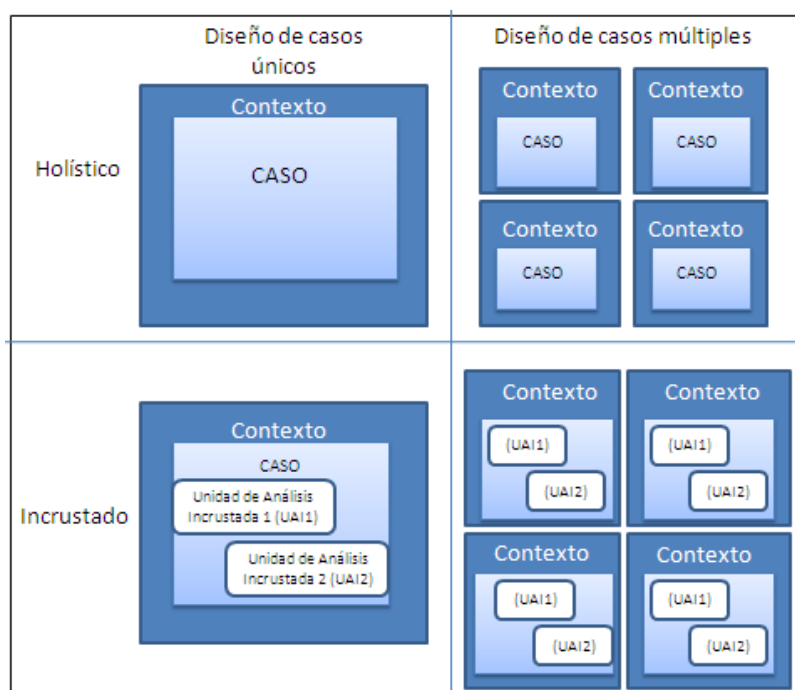 Diseño de casos
únicos
Diseño de casos múltiples
Holístico
Contexto
CASO
Contexto
CASO
Contexto
CASO
Contexto
CASO
Contexto
CASO
Incrustado
Contexto
CASO
Unidad de Análisis
Incrustada 1 (UAI1)
Unidad de Análisis
Incrustada 2 (UAI2)
Contexto
(UAI1)
(UAI2)
Contexto
(UAI1)
(UAI2)
Contexto
(UAI1)
(UAI2)
Contexto
(UAI1)
(UAI2)